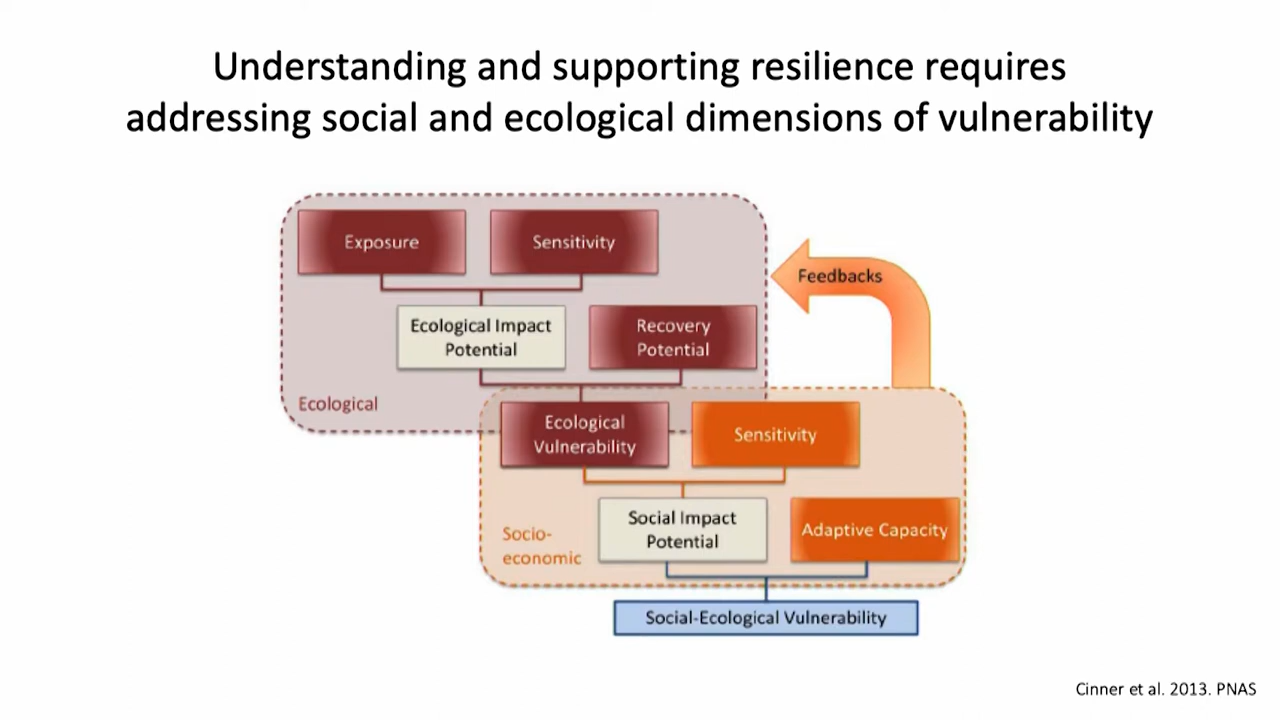 Understanding and supporting resilience requires
addressing social and ecological dimensions of vulnerability
Exposure
Sensitivity
Feedbacks
Ecological Impact
Potential
Recovery
Potential
Ecological
Ecological
Vulnerability
Sensitivity
Social Impact
Potential
Adaptive Capacity
Socio-
economic
Social-Ecological Vulnerability
Cinner et al. 2013. PNAS